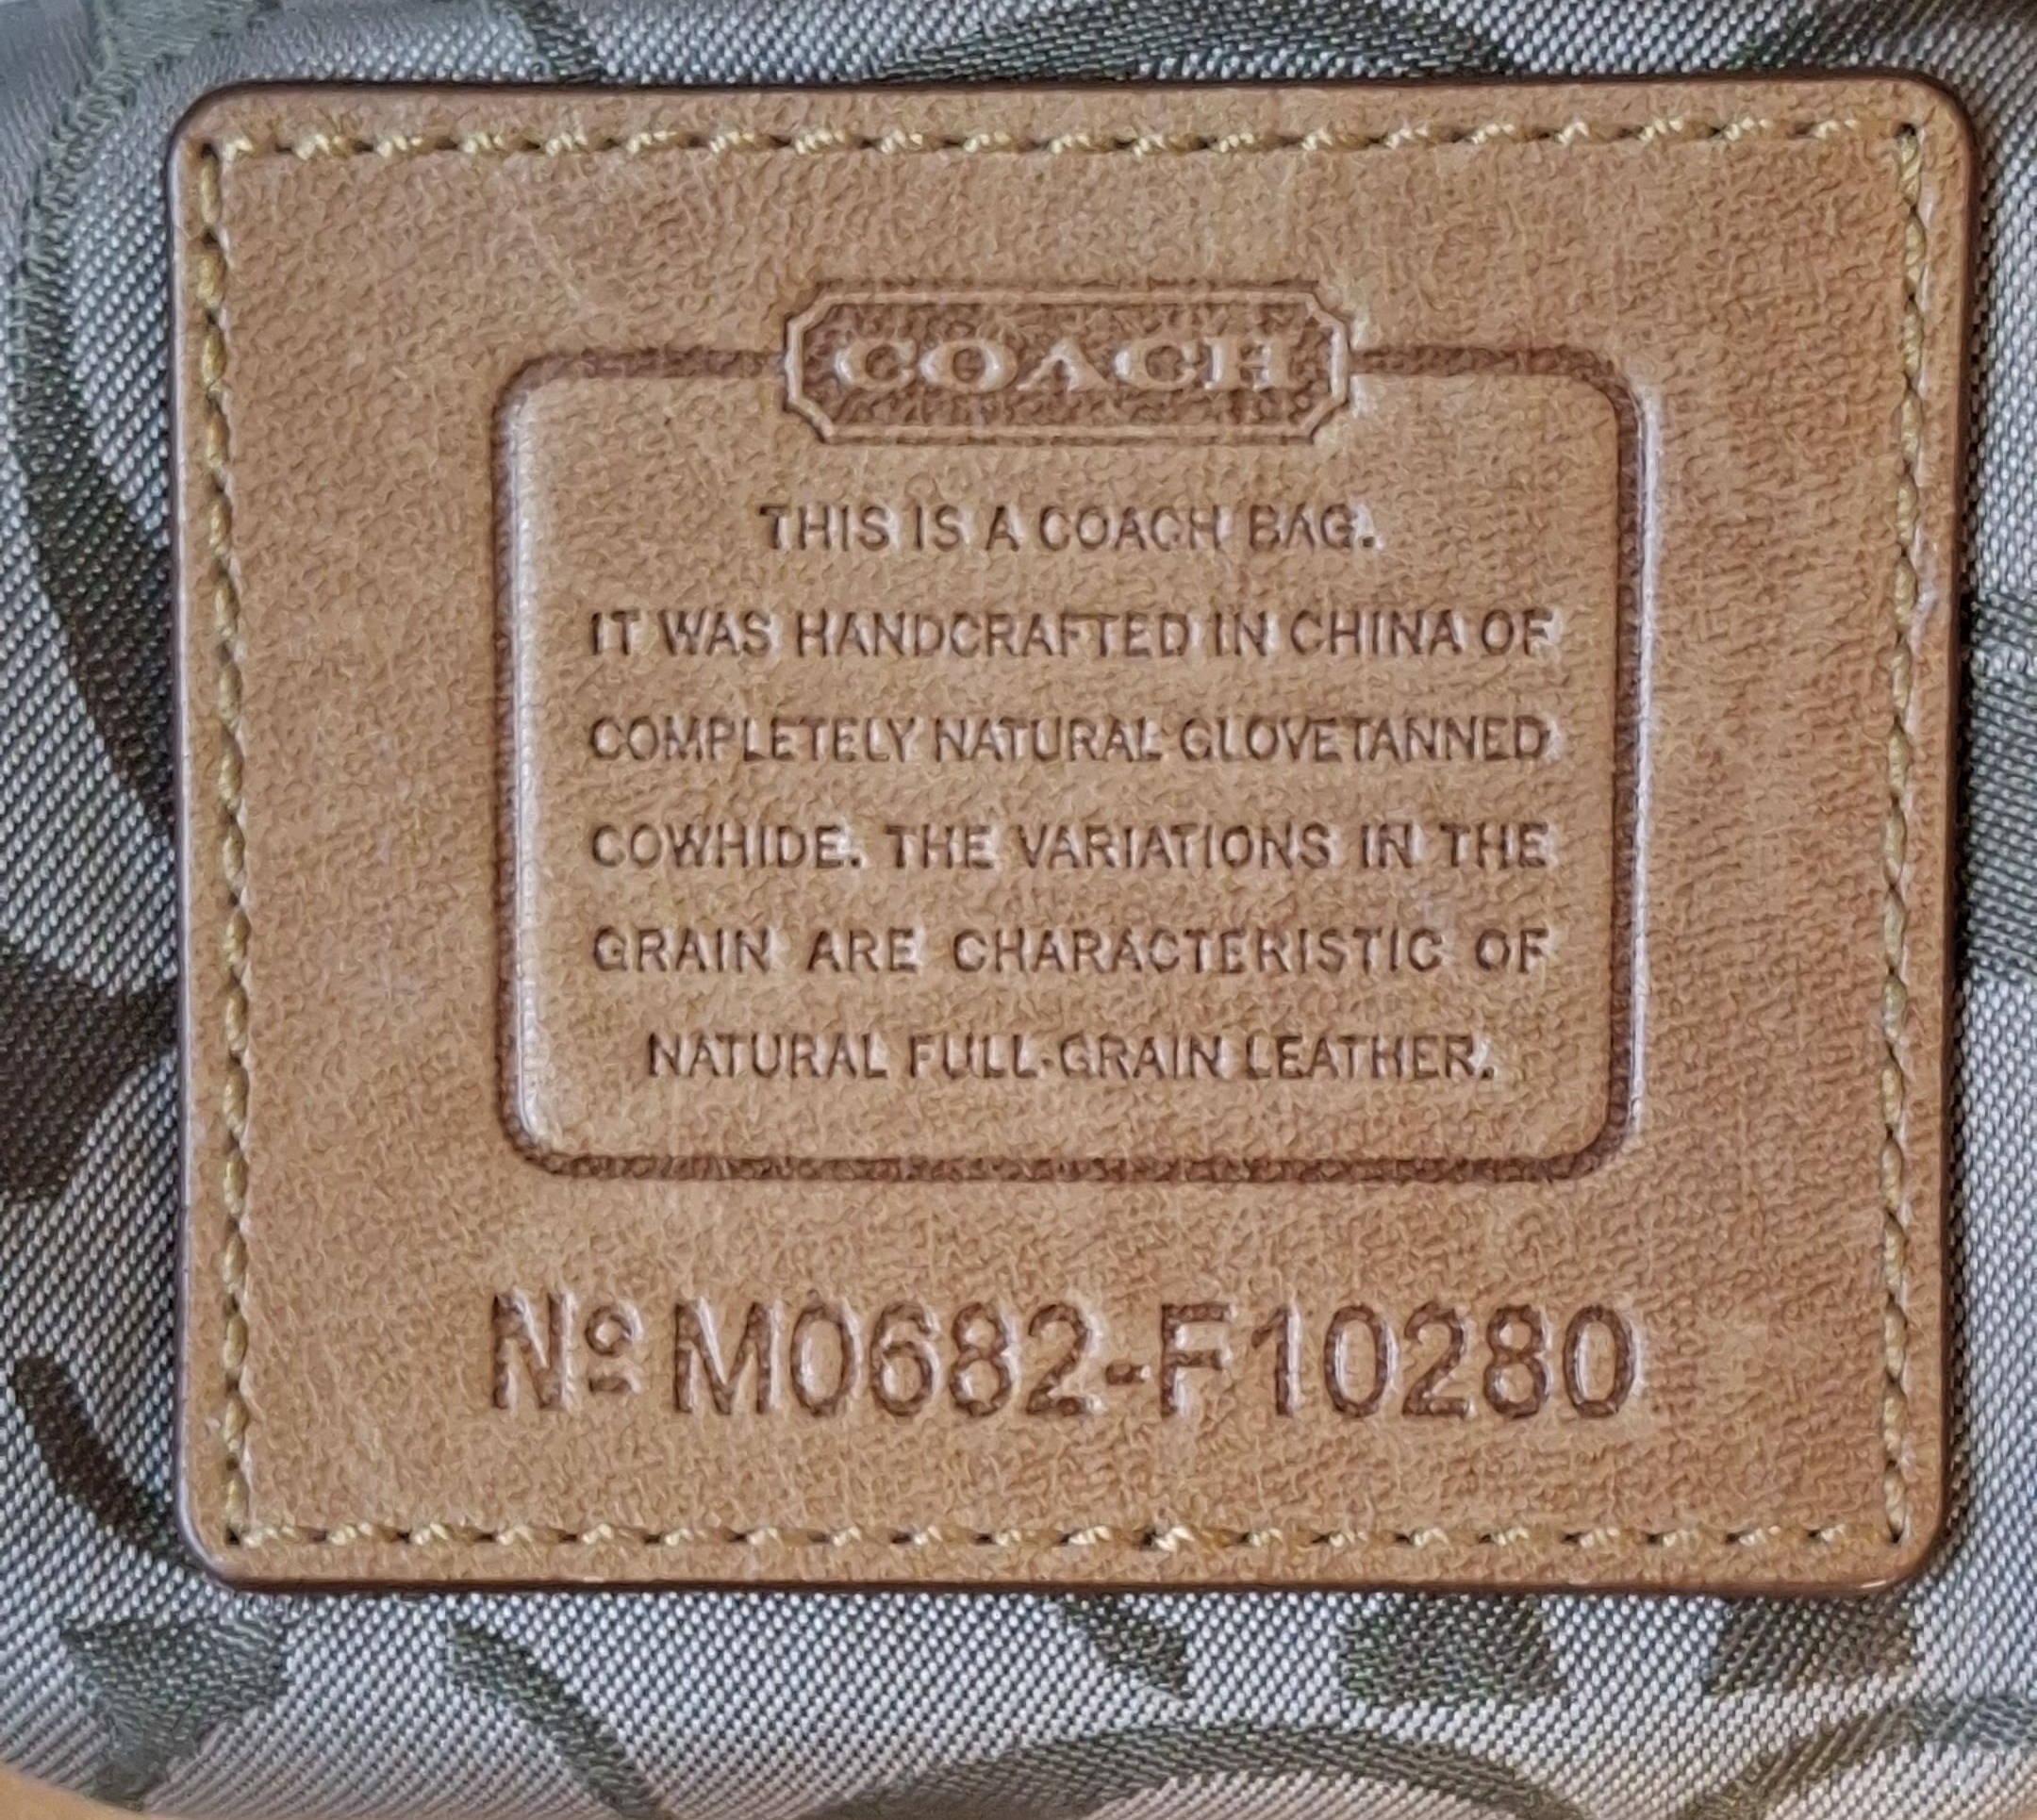 COACH
THIS IS A COACH BAG.
IT WAS HANDCRAFTED IN CHINA OF
COMPLETELY NATURAL GLOVETANNED
COWHIDE. THE VARIATIONS IN THE
GRAIN ARE CHARACTERISTIC OF
NATURAL FULL-GRAIN LEATHER.
Nº M0682-F10280